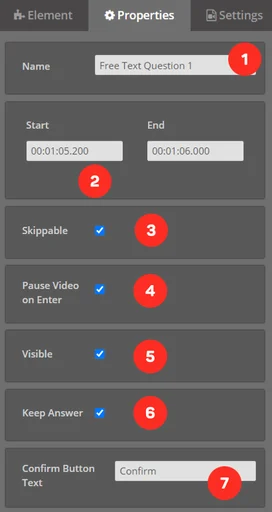 Element Properties Settings
Name Free Text Question 1 1
Start End
00:01:05.200 00:01:06.000
2
Skippable 3
Pause Video
on Enter 4
Visible 5
Keep Answer 6
Confirm Button
Text Confirm 7